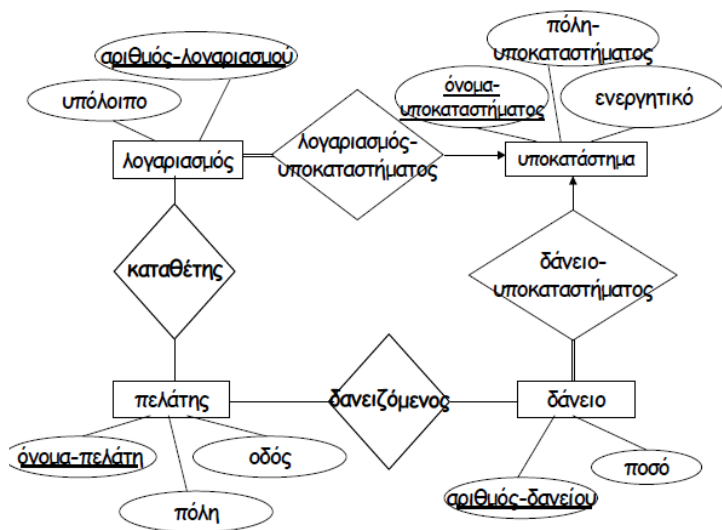 πόλη-
υποκαταστήματος
αριθμός-λογαριασμού
υπόλοιπο
όνομα-
υποκαταστήματος
ενεργητικό
λογαριασμός
λογαριασμός-
υποκαταστήματος
υποκατάστημα
καταθέτης
δάνειο-
υποκαταστήματος
πελάτης
δανειζόμενος
δάνειο
όνομα-πελάτη
οδός
πόλη
ποσό
αριθμός-δανείου